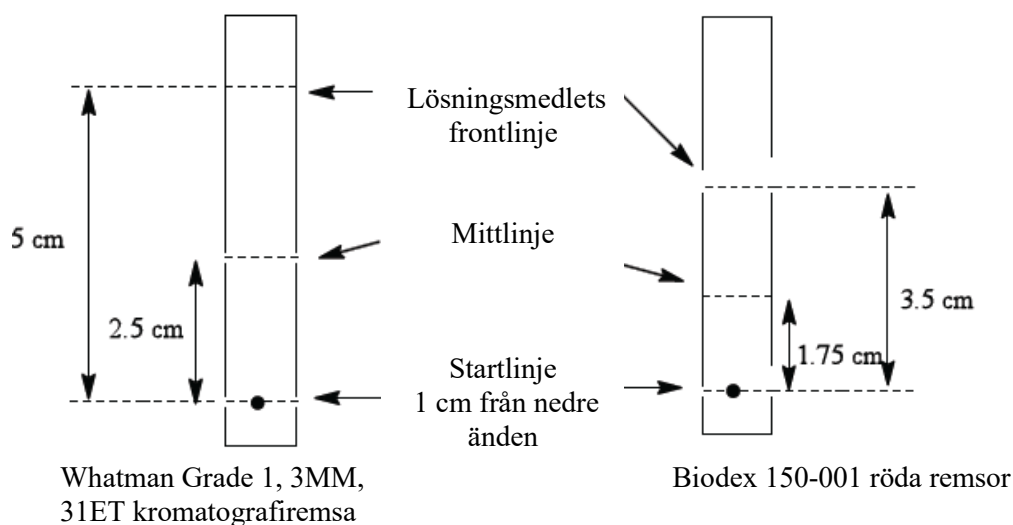 Lösningsmedlets
frontlinje
5 cm
Mittlinje
2.5 cm
3.5 cm
1.75 cm
Startlinje
1 cm från nedre
änden
Whatman Grade 1, 3MM,
31ET kromatografiremsa
Biodex 150-001 röda remsor